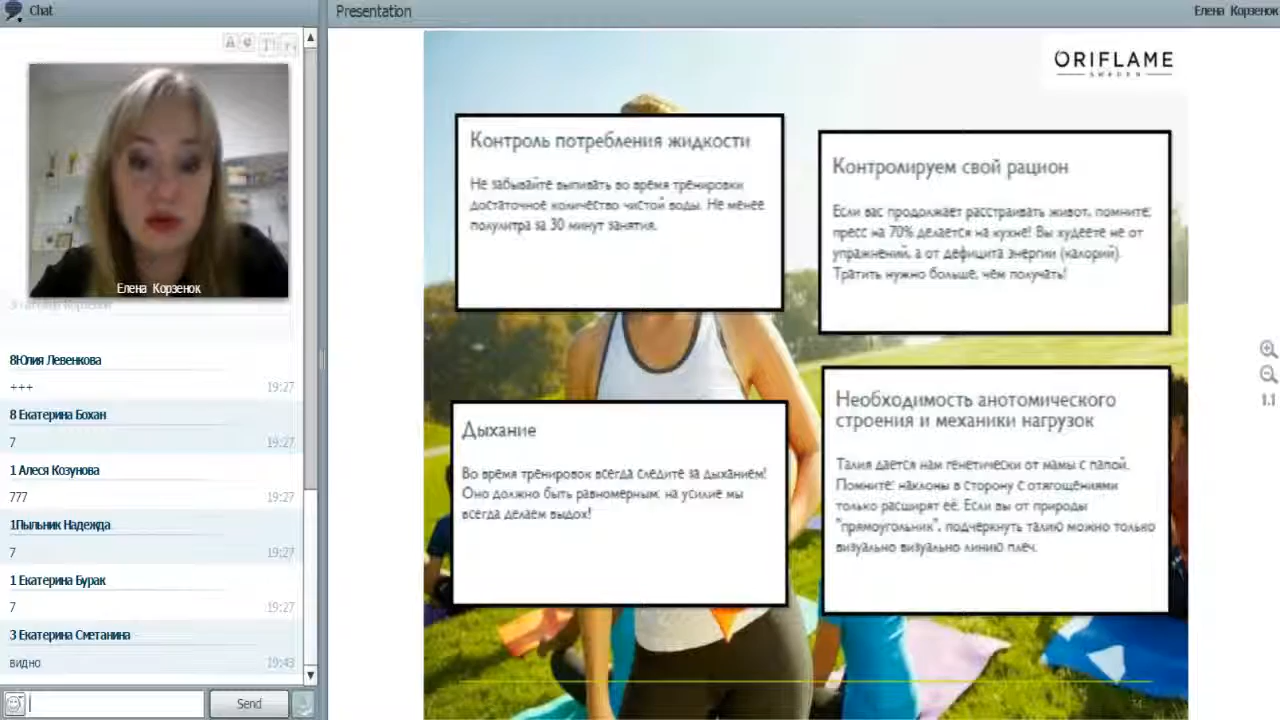 Chat
Presentation
Елена Корзенок
Елена Корзенок
8Юлия Левенкова
+++
19:27
8 Екатерина Бохан
7
19:27
1 Алеся Козунова
777
19:27
1Пыльник Надежда
7
19:27
1 Екатерина Бурак
7
19:27
3 Екатерина Сметанина
видно
19:43
Send
ORIFLAME
SWEDEN
Контроль потребления жидкости
Не забывайте выпивать во время тренировки
достаточное количество чистой воды. Не менее
полулитра за 30 минут занятия.
Контролируем свой рацион
Если вас продолжает расстраивать живот, помните:
пресс на 70% делается на кухне! Вы худеете не от
упражнений, а от дефицита энергии (калорий).
Тратить нужно больше, чем получать!
Дыхание
Во время тренировок всегда следите за дыханием!
Оно должно быть равномерным: на усилие мы
всегда делаем выдох!
Необходимость анотомического
строения и механики нагрузок
Талия дается нам генетически от мамы с папой.
Помните: наклоны в сторону с отягощениями
только расширят её. Если вы от природы
"прямоугольник", подчеркнуть талию можно только
визуально визуально линию плеч.
1:1